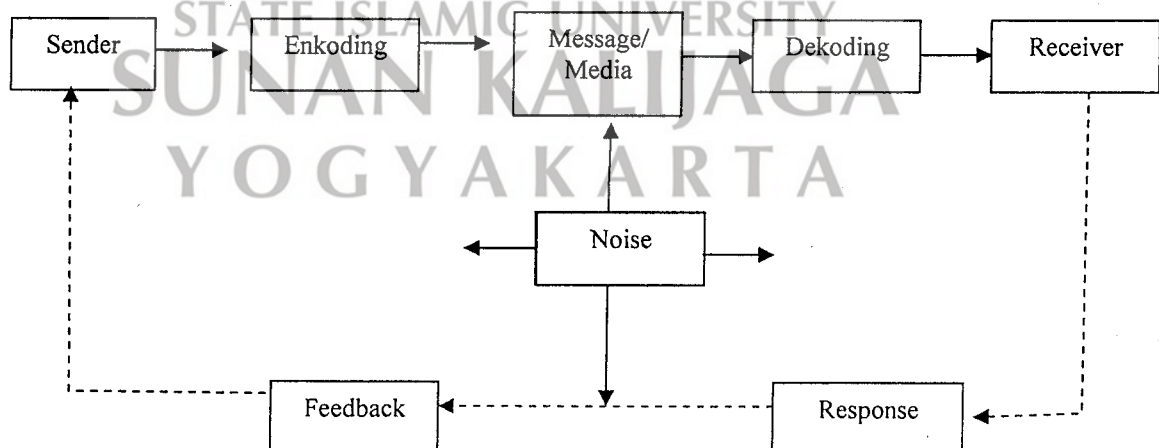 STATE ISLAMIC UNIVERSITY
SUNAN KALIJAGA
YOGYAKARTA
Sender
Enkoding
Message/
Media
Dekoding
Receiver
Noise
Feedback
Response